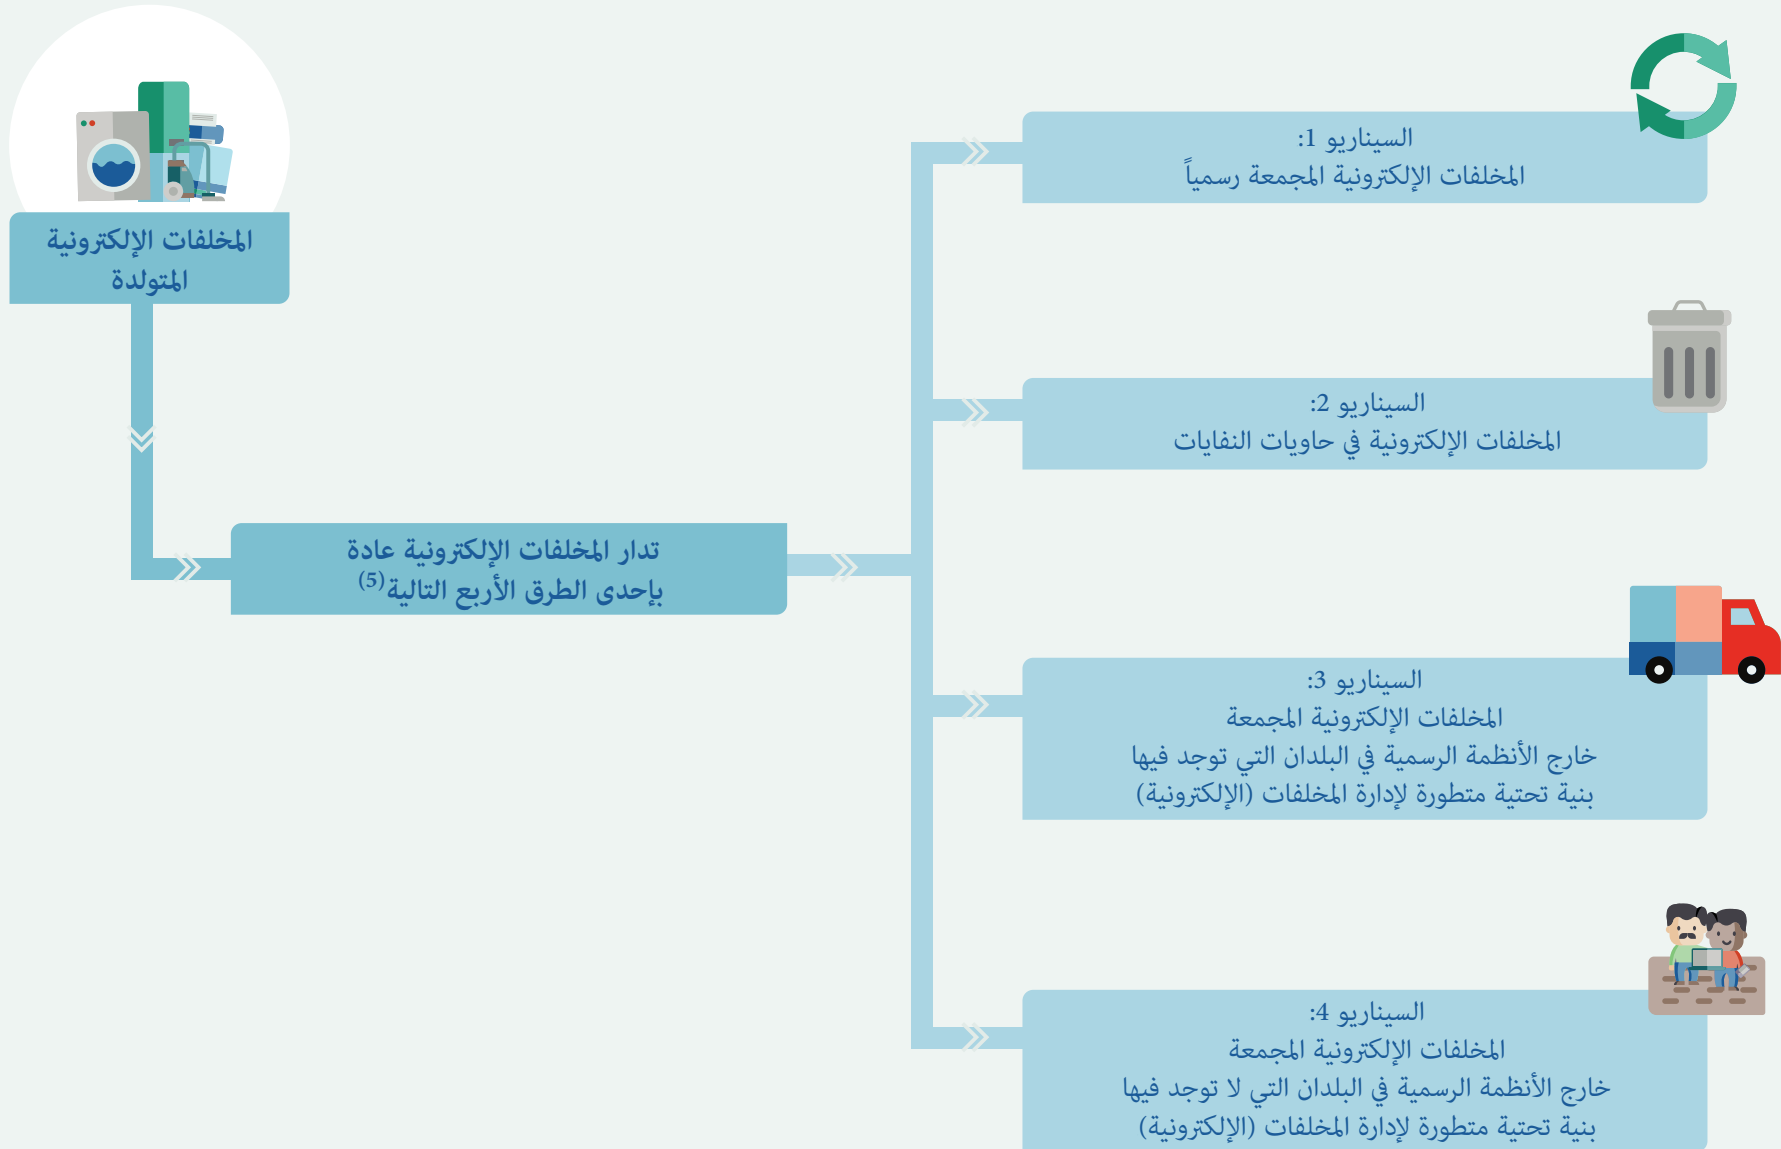 المخلفات الإلكترونية
المتولدة
تدار المخلفات الإلكترونية عادة
بإحدى الطرق الأربع التالية(5)
السيناريو 1:
المخلفات الإلكترونية المجمعة رسمياً
السيناريو 2:
المخلفات الإلكترونية في حاويات النفايات
السيناريو 3:
المخلفات الإلكترونية المجمعة
خارج الأنظمة الرسمية في البلدان التي توجد فيها
بنية تحتية متطورة لإدارة المخلفات (الإلكترونية)
السيناريو 4:
المخلفات الإلكترونية المجمعة
خارج الأنظمة الرسمية في البلدان التي لا توجد فيها
بنية تحتية متطورة لإدارة المخلفات (الإلكترونية)